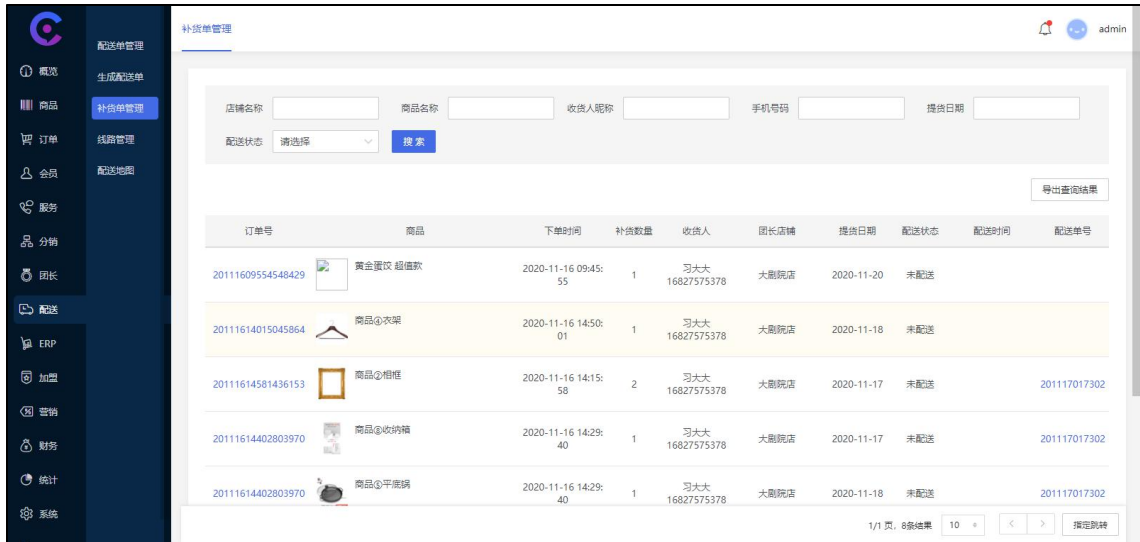 补货单管理
admin
配送单管理
生成配送单
补货单管理
线路管理
配送地图
概览
商品
订单
会员
服务
分销
团长
配送
ERP
加盟
营销
财务
统计
系统
店铺名称 商品名称 收货人昵称 手机号码 提货日期
配送状态 请选择 搜索
导出查询结果
订单号 商品 下单时间 补货数量 收货人 团长店铺 提货日期 配送状态 配送时间 配送单号
20111609554548429 黄金蛋饺 超值款 2020-11-16 09:45:55 1 习大大 16827575378 大剧院店 2020-11-20 未配送
20111614015045864 商品④衣架 2020-11-16 14:50:01 1 习大大 16827575378 大剧院店 2020-11-18 未配送
20111614581436153 商品②相框 2020-11-16 14:15:58 2 习大大 16827575378 大剧院店 2020-11-17 未配送 201117017302
20111614402803970 商品⑧收纳箱 2020-11-16 14:29:40 1 习大大 16827575378 大剧院店 2020-11-17 未配送 201117017302
20111614402803970 商品⑤平底锅 2020-11-16 14:29:40 1 习大大 16827575378 大剧院店 2020-11-18 未配送 201117017302
1/1 页, 8条结果 10 指定跳转